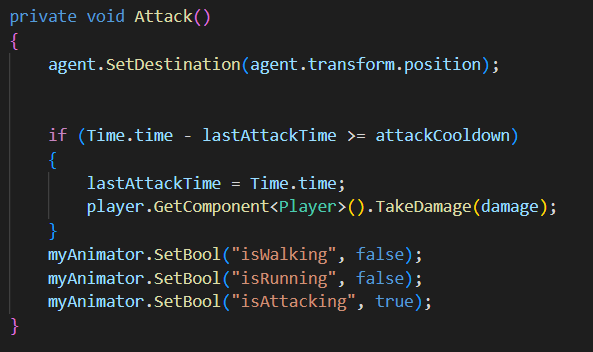 private void Attack()
{
    agent.SetDestination(agent.transform.position);
    if (Time.time - lastAttackTime >= attackCooldown)
    {
        lastAttackTime = Time.time;
        player.GetComponent<Player>().TakeDamage(damage);
    }
    myAnimator.SetBool("isWalking", false);
    myAnimator.SetBool("isRunning", false);
    myAnimator.SetBool("isAttacking", true);
}